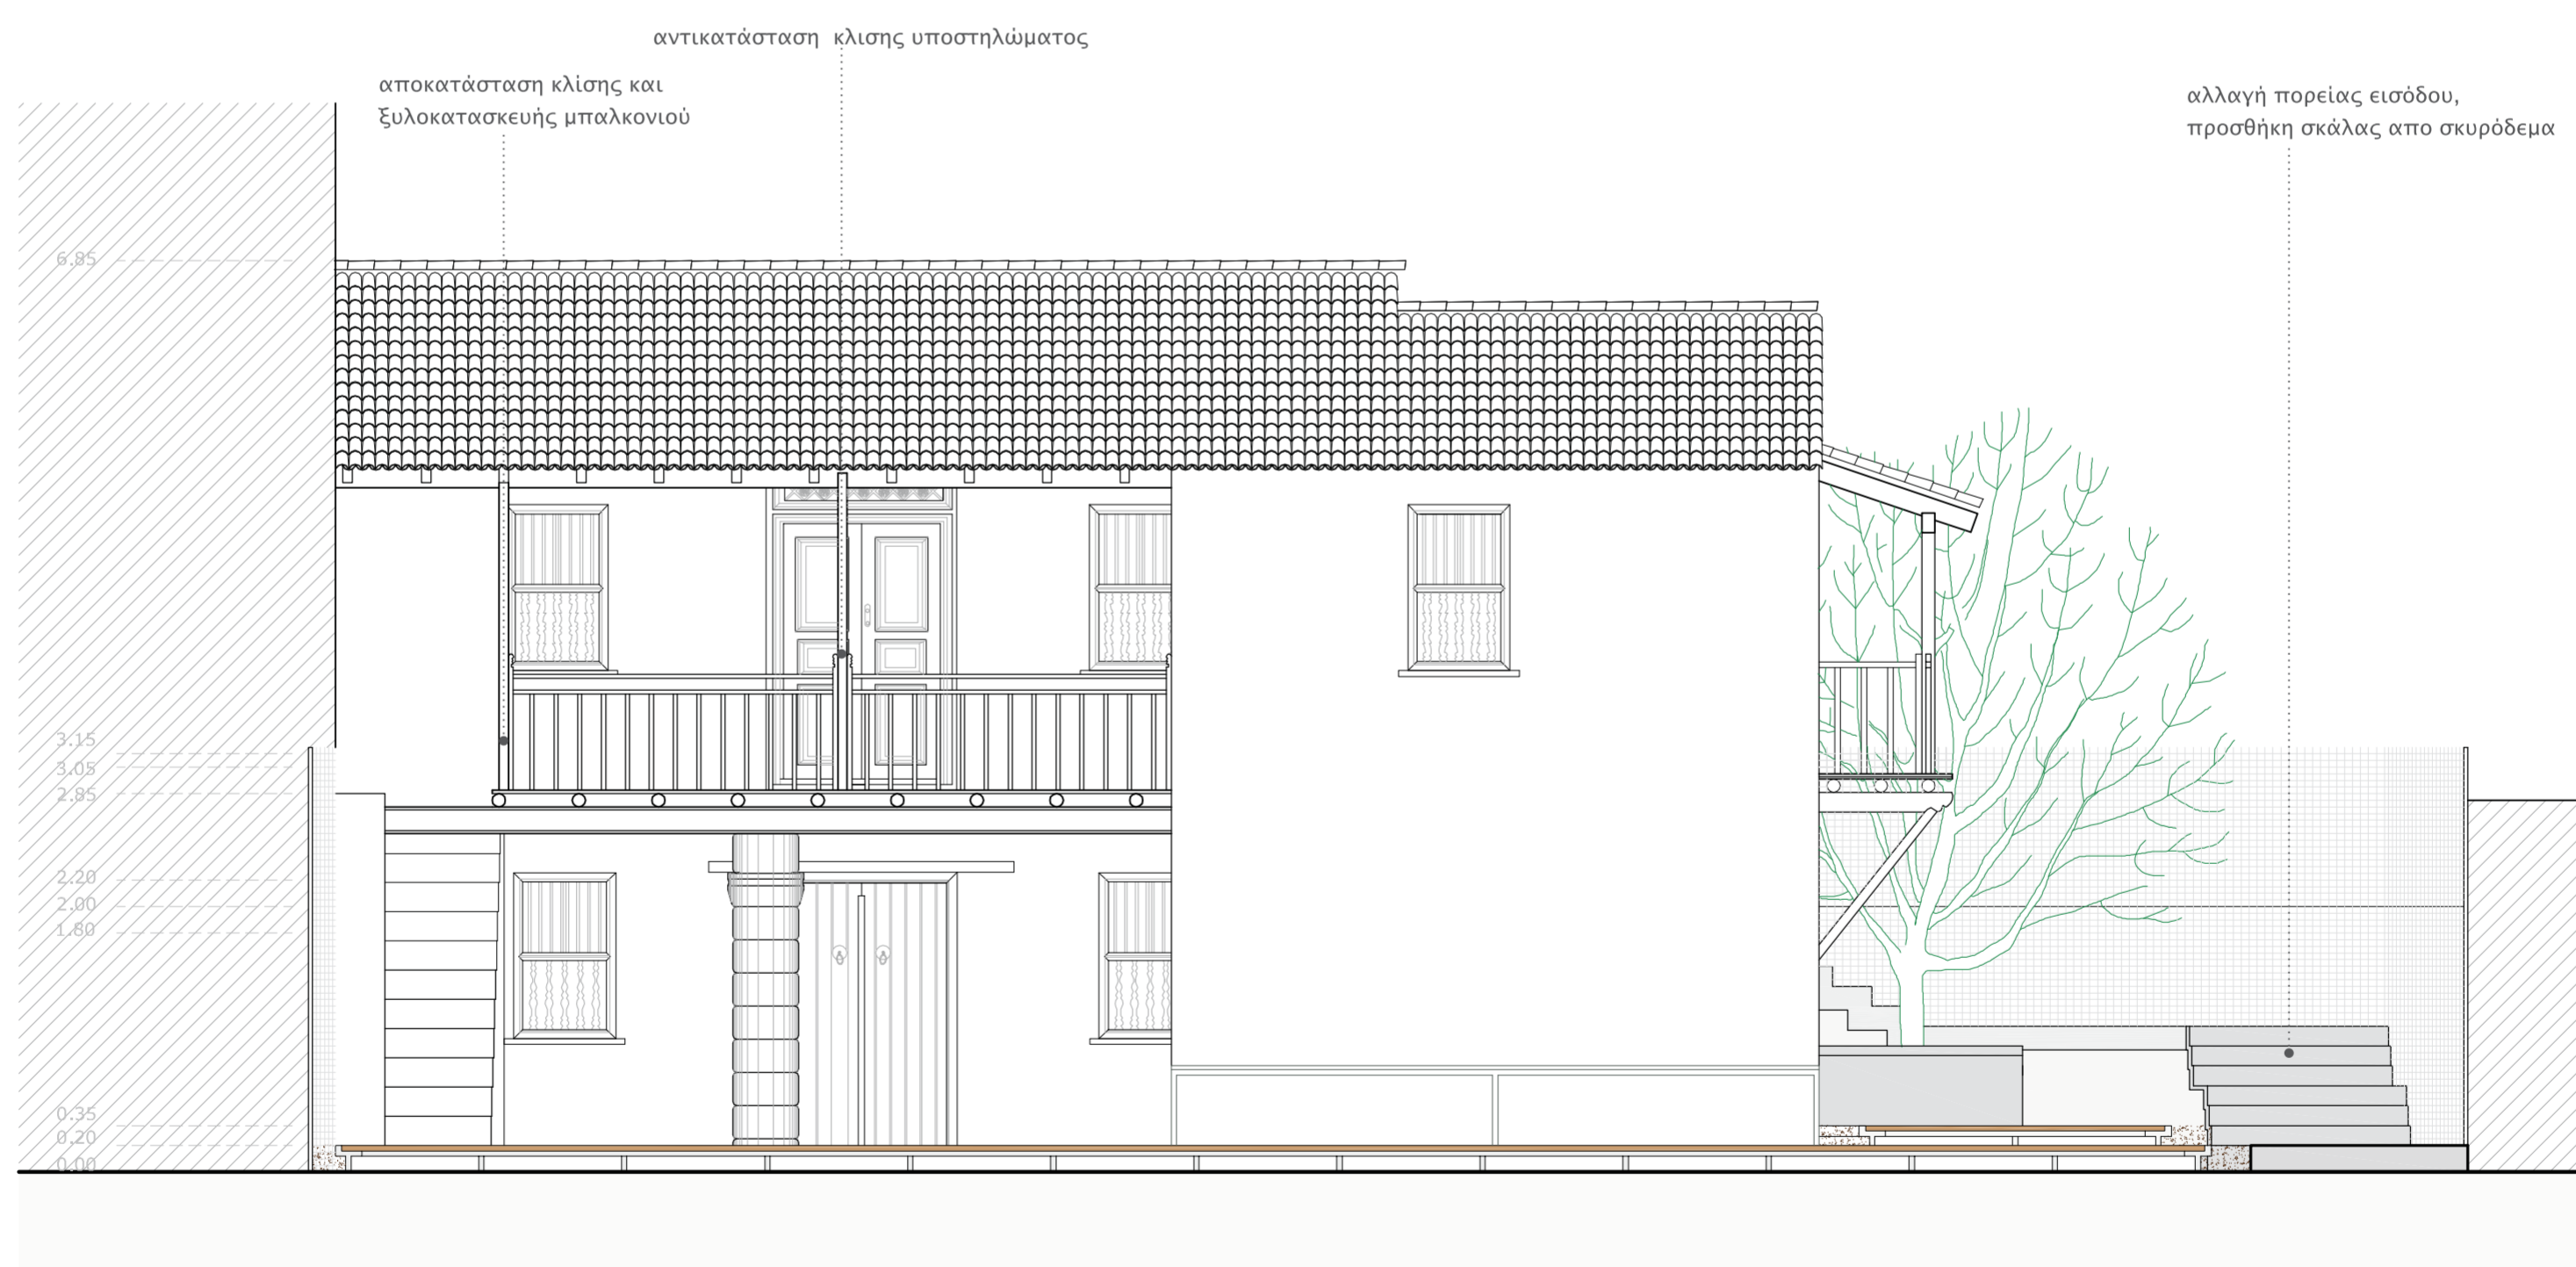 αντικατάσταση κλισης υποστηλώματος
αποκατάσταση κλίσης και
ξυλοκατασκευής μπαλκονιού
αλλαγή πορείας εισόδου,
προσθήκη σκάλας απο σκυρόδεμα
6.85
3.15
3.05
2.85
2.20
2.00
1.80
0.35
0.20
0.00